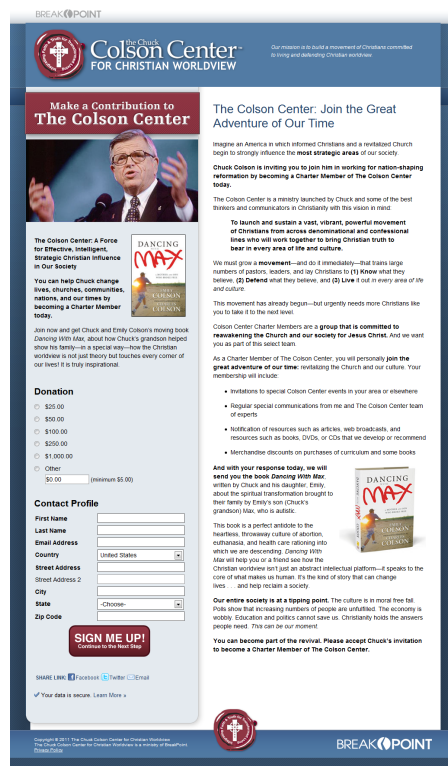 BREAKPOINT
the Chuck
Colson Center™
FOR CHRISTIAN WORLDVIEW
Our mission is to build a movement of Christians committed
to living and defending Christian worldview.
Make a Contribution to
The Colson Center
The Colson Center: A Force
for Effective, Intelligent,
Strategic Christian Influence
in Our Society
You can help Chuck change
lives, churches, communities,
nations, and our times by
becoming a Charter Member
today.
DANCING
WITH
MAX
EMILY
COLSON
Join now and get Chuck and Emily Colson's moving book
Dancing With Max, about how Chuck's grandson helped
show his family—in a special way—how the Christian
worldview is not just theory but touches every corner of
our lives! It is truly inspirational.
Donation
$25.00
$50.00
$100.00
$250.00
$1,000.00
Other
$0.00 (minimum $5.00)
Contact Profile
First Name
Last Name
Email Address
Country United States
Street Address
Street Address 2
City
State -Choose-
Zip Code
SIGN ME UP!
Continue to the Next Step
SHARE LINK: Facebook Twitter Email
Your data is secure. Learn More »
The Colson Center: Join the Great
Adventure of Our Time
Imagine an America in which informed Christians and a revitalized Church
begin to strongly influence the most strategic areas of our society.
Chuck Colson is inviting you to join him in working for nation-shaping
reformation by becoming a Charter Member of The Colson Center
today.
The Colson Center is a ministry launched by Chuck and some of the best
thinkers and communicators in Christianity with this vision in mind:
To launch and sustain a vast, vibrant, powerful movement
of Christians from across denominational and confessional
lines who will work together to bring Christian truth to
bear in every area of life and culture.
We must grow a movement—and do it immediately—that trains large
numbers of pastors, leaders, and lay Christians to (1) Know what they
believe, (2) Defend what they believe, and (3) Live it out in every area of life
and culture.
This movement has already begun—but urgently needs more Christians like
you to take it to the next level.
Colson Center Charter Members are a group that is committed to
reawakening the Church and our society for Jesus Christ. And we want
you as part of this select team.
As a Charter Member of The Colson Center, you will personally join the
great adventure of our time: revitalizing the Church and our culture. Your
membership will include:
• Invitations to special Colson Center events in your area or elsewhere
• Regular special communications from me and The Colson Center team
of experts
• Notification of resources such as articles, web broadcasts, and
resources such as books, DVDs, or CDs that we develop or recommend
• Merchandise discounts on purchases of curriculum and some books
And with your response today, we will
send you the book Dancing With Max,
written by Chuck and his daughter, Emily,
about the spiritual transformation brought to
their family by Emily's son (Chuck's
grandson) Max, who is autistic.
DANCING
WITH
MAX
This book is a perfect antidote to the
heartless, throwaway culture of abortion,
euthanasia, and health care rationing into
which we are descending. Dancing With
Max will help you or a friend see how the
Christian worldview isn't just an abstract intellectual platform—it speaks to the
core of what makes us human. It's the kind of story that can change
lives . . . and help reclaim a society.
Our entire society is at a tipping point. The culture is in moral free fall.
Polls show that increasing numbers of people are unfulfilled. The economy is
wobbly. Education and politics cannot save us. Christianity holds the answers
people need. This can be our moment.
You can become part of the revival. Please accept Chuck's invitation
to become a Charter Member of The Colson Center.
Copyright © 2011 The Chuck Colson Center for Christian Worldview
The Chuck Colson Center for Christian Worldview is a ministry of BreakPoint
Privacy Policy
BREAKPOINT